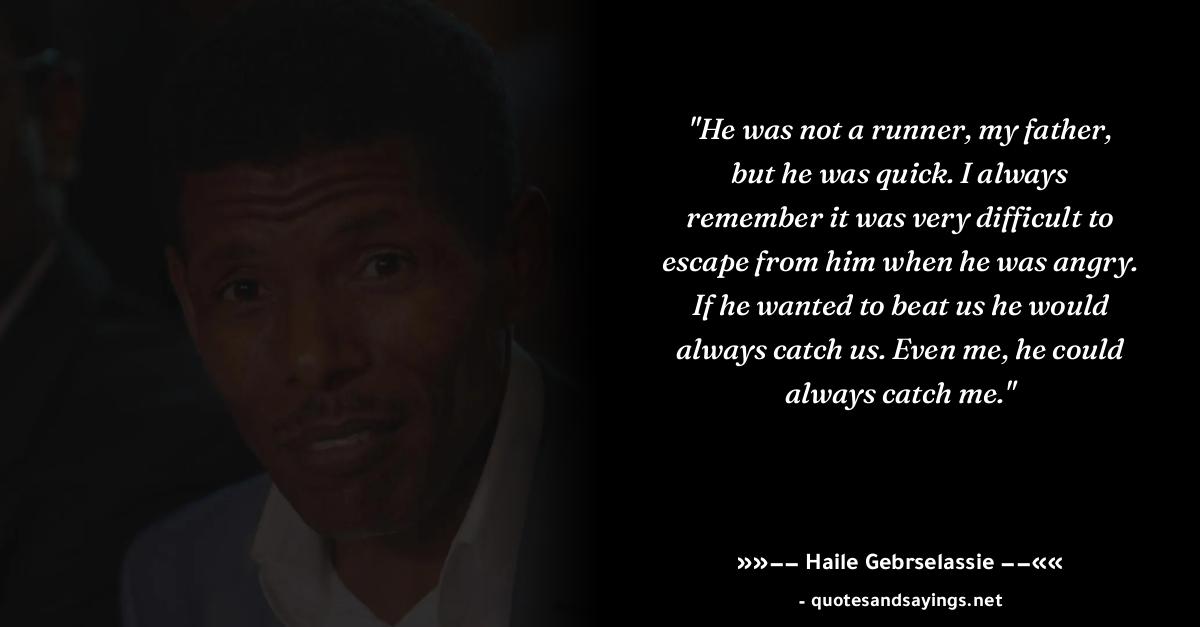 "He was not a runner, my father,
but he was quick. I always
remember it was very difficult to
escape from him when he was angry.
If he wanted to beat us he would
always catch us. Even me, he could
always catch me."
»»–– Haile Gebrselassie ––««
- quotesandsayings.net